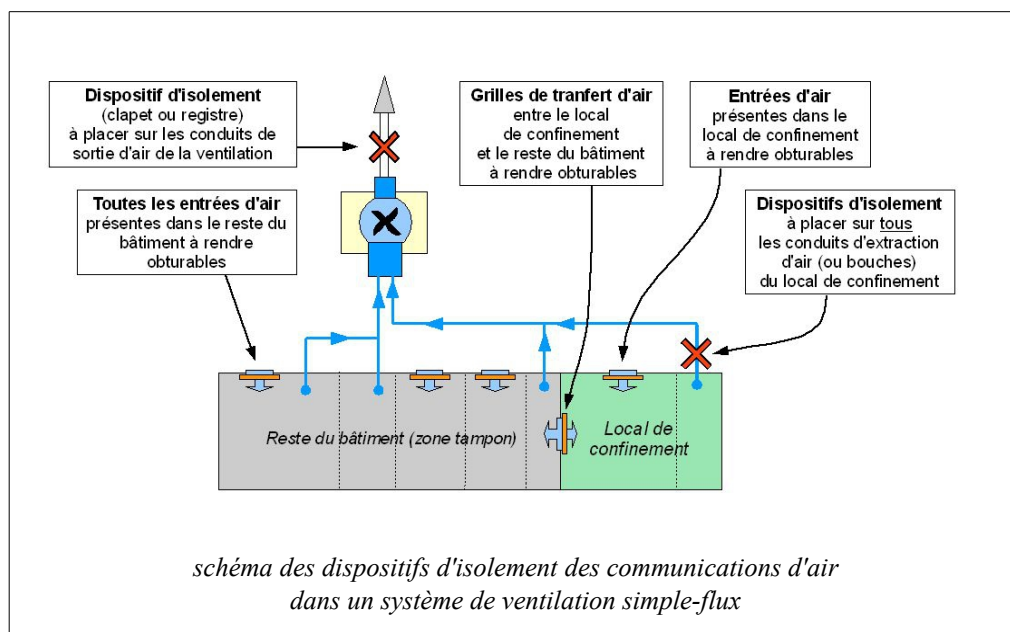 Dispositif d'isolement
(clapet ou registre)
à placer sur les conduits de
sortie d'air de la ventilation
Grilles de tranfert d'air
entre le local
de confinement
et le reste du bâtiment
à rendre obturables
Entrées d'air
présentes dans le
local de confinement
à rendre obturables
Toutes les entrées d'air
présentes dans le reste du
bâtiment à rendre
obturables
Dispositifs d'isolement
à placer sur tous
les conduits d'extraction
d'air (ou bouches)
du local de confinement
Reste du bâtiment (zone tampon)
Local de
confinement
schéma des dispositifs d'isolement des communications d'air
dans un système de ventilation simple-flux